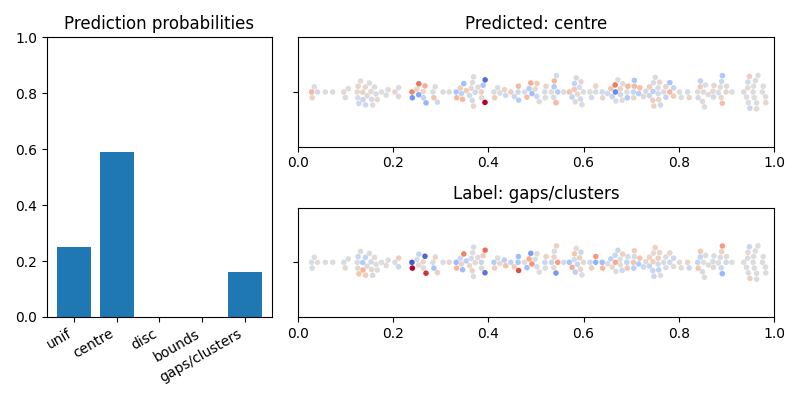 Prediction probabilities
1.0
0.8
0.6
0.4
0.2
0.0
unif
centre
disc
bounds
gaps/clusters
Predicted: centre
0.0 0.2 0.4 0.6 0.8 1.0
Label: gaps/clusters
0.0 0.2 0.4 0.6 0.8 1.0